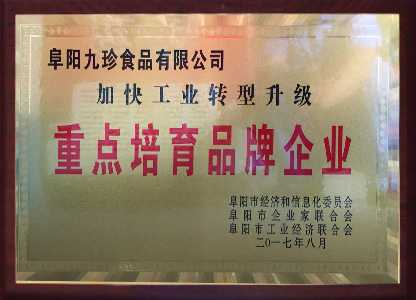 阜阳九珍食品有限公司
加快工业转型升级
重点培育品牌企业
阜阳市经济和信息化委员会
阜阳市企业家联合会
阜阳市工业经济联合会
二〇一七年八月